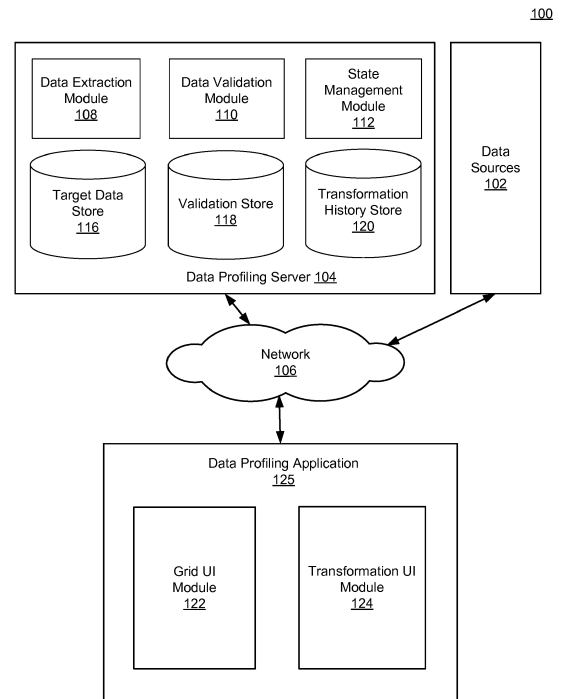 100
Data Extraction
Module
108
Data Validation
Module
110
State
Management
Module
112
Data
Sources
102
Target Data
Store
116
Validation Store
118
Transformation
History Store
120
Data Profiling Server 104
Network
106
Data Profiling Application
125
Grid UI
Module
122
Transformation UI
Module
124